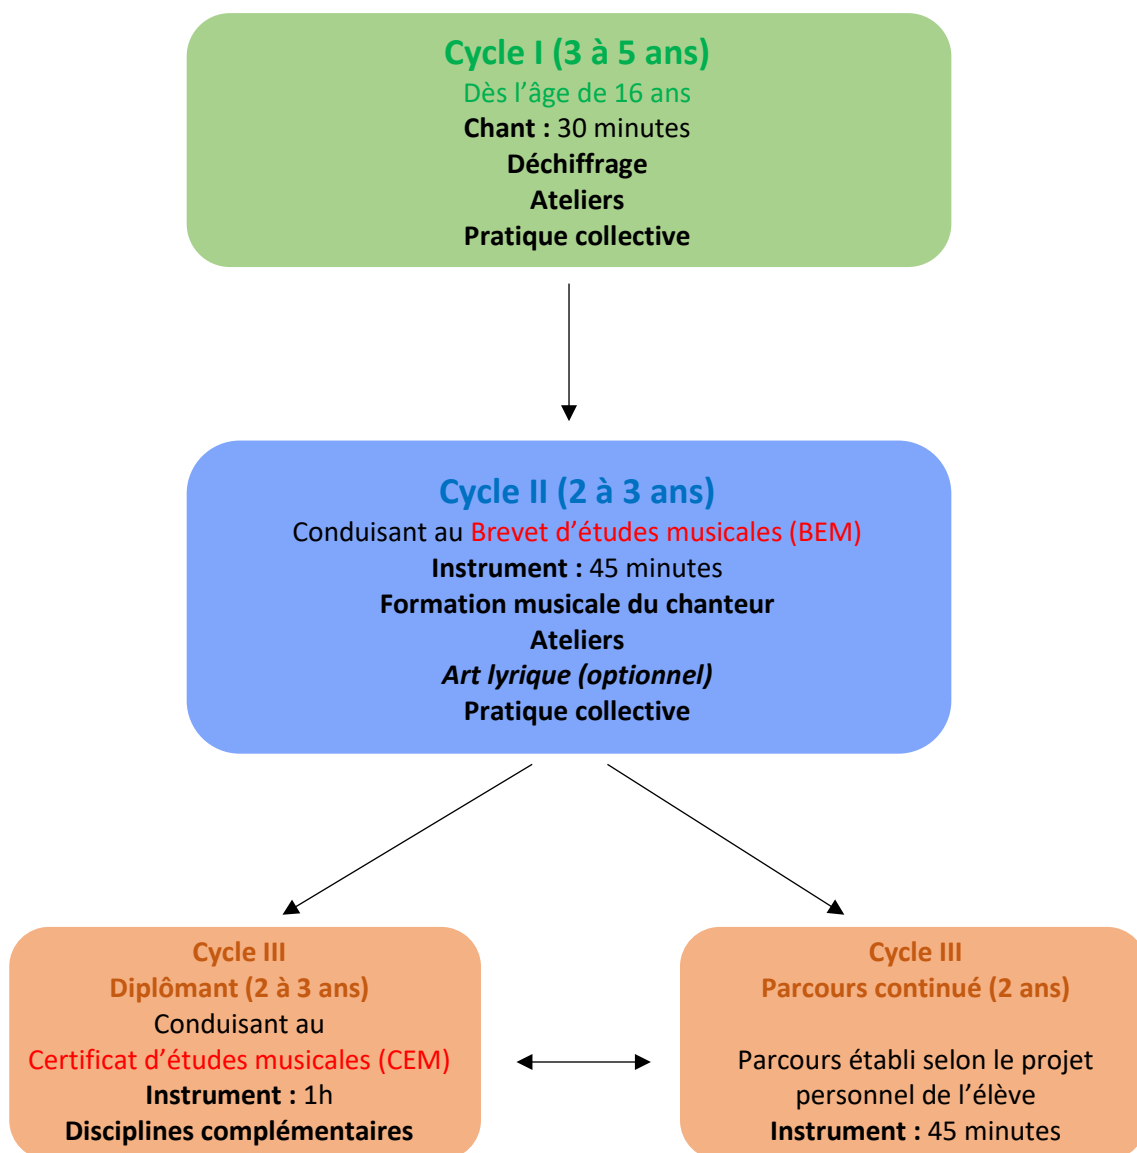 Cycle I (3 à 5 ans)
Dès l’âge de 16 ans
Chant : 30 minutes
Déchiffrage
Ateliers
Pratique collective
Cycle II (2 à 3 ans)
Conduisant au Brevet d’études musicales (BEM)
Instrument : 45 minutes
Formation musicale du chanteur
Ateliers
Art lyrique (optionnel)
Pratique collective
Cycle III
Diplômant (2 à 3 ans)
Conduisant au
Certificat d’études musicales (CEM)
Instrument : 1h
Disciplines complémentaires
Cycle III
Parcours continué (2 ans)
Parcours établi selon le projet
personnel de l’élève
Instrument : 45 minutes